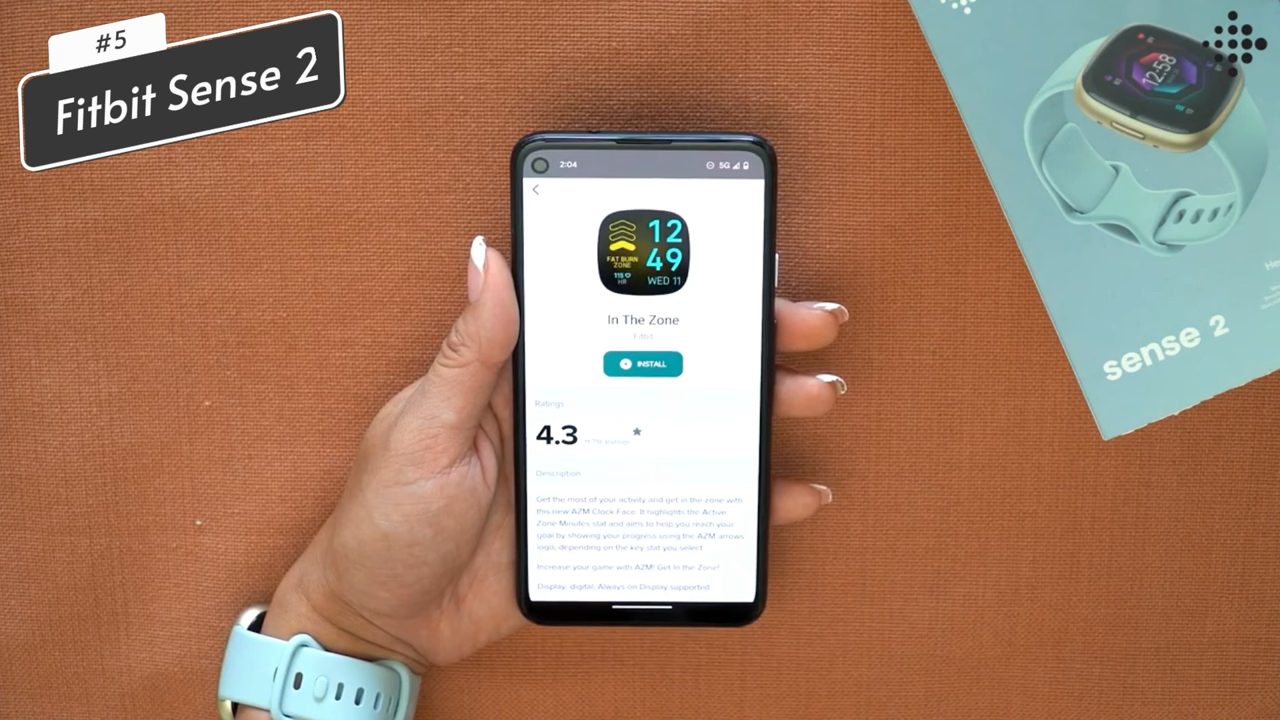 #5
Fitbit Sense 2
2:04
5G
12
49
FAT BURN
ZONE
115
HR
WED 11
In The Zone
Fitbit
INSTALL
Ratings
4.3
Description
Get the most of your activity and get in the zone with
this new AZM Clock Face. It highlights the Active
Zone Minutes stat and aims to help you reach your
goal by showing your progress using the AZM arrows
logo, depending on the key stat you select.
Increase your game with AZM! Get In the Zone!
Display: digital, Always on Display supported
12:58
sense 2